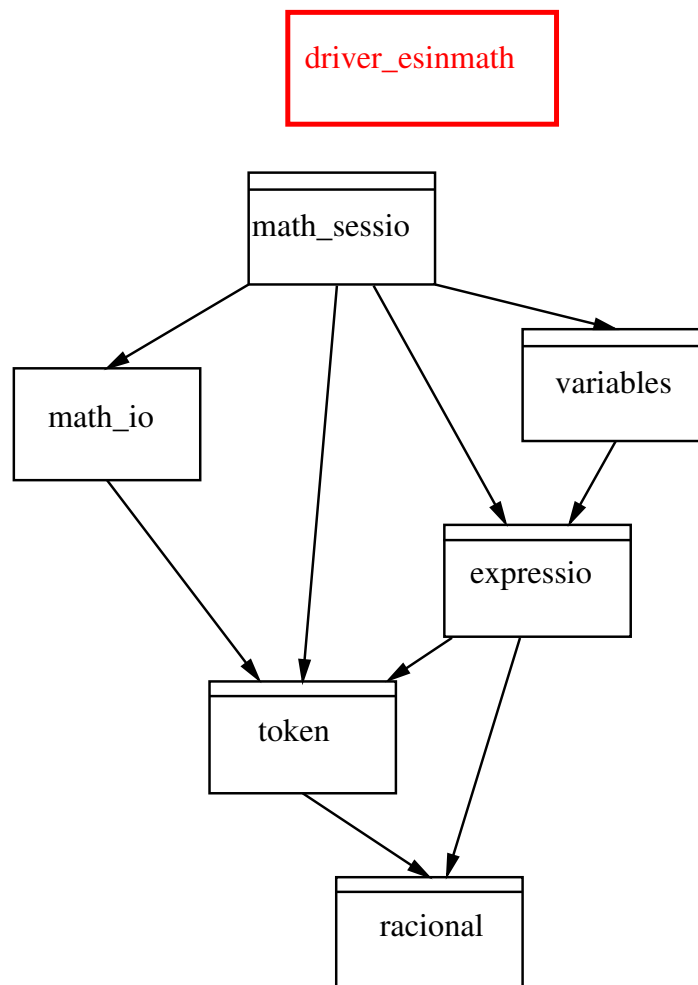 driver_esinmath
math_sessio
variables
math_io
expressio
token
racional